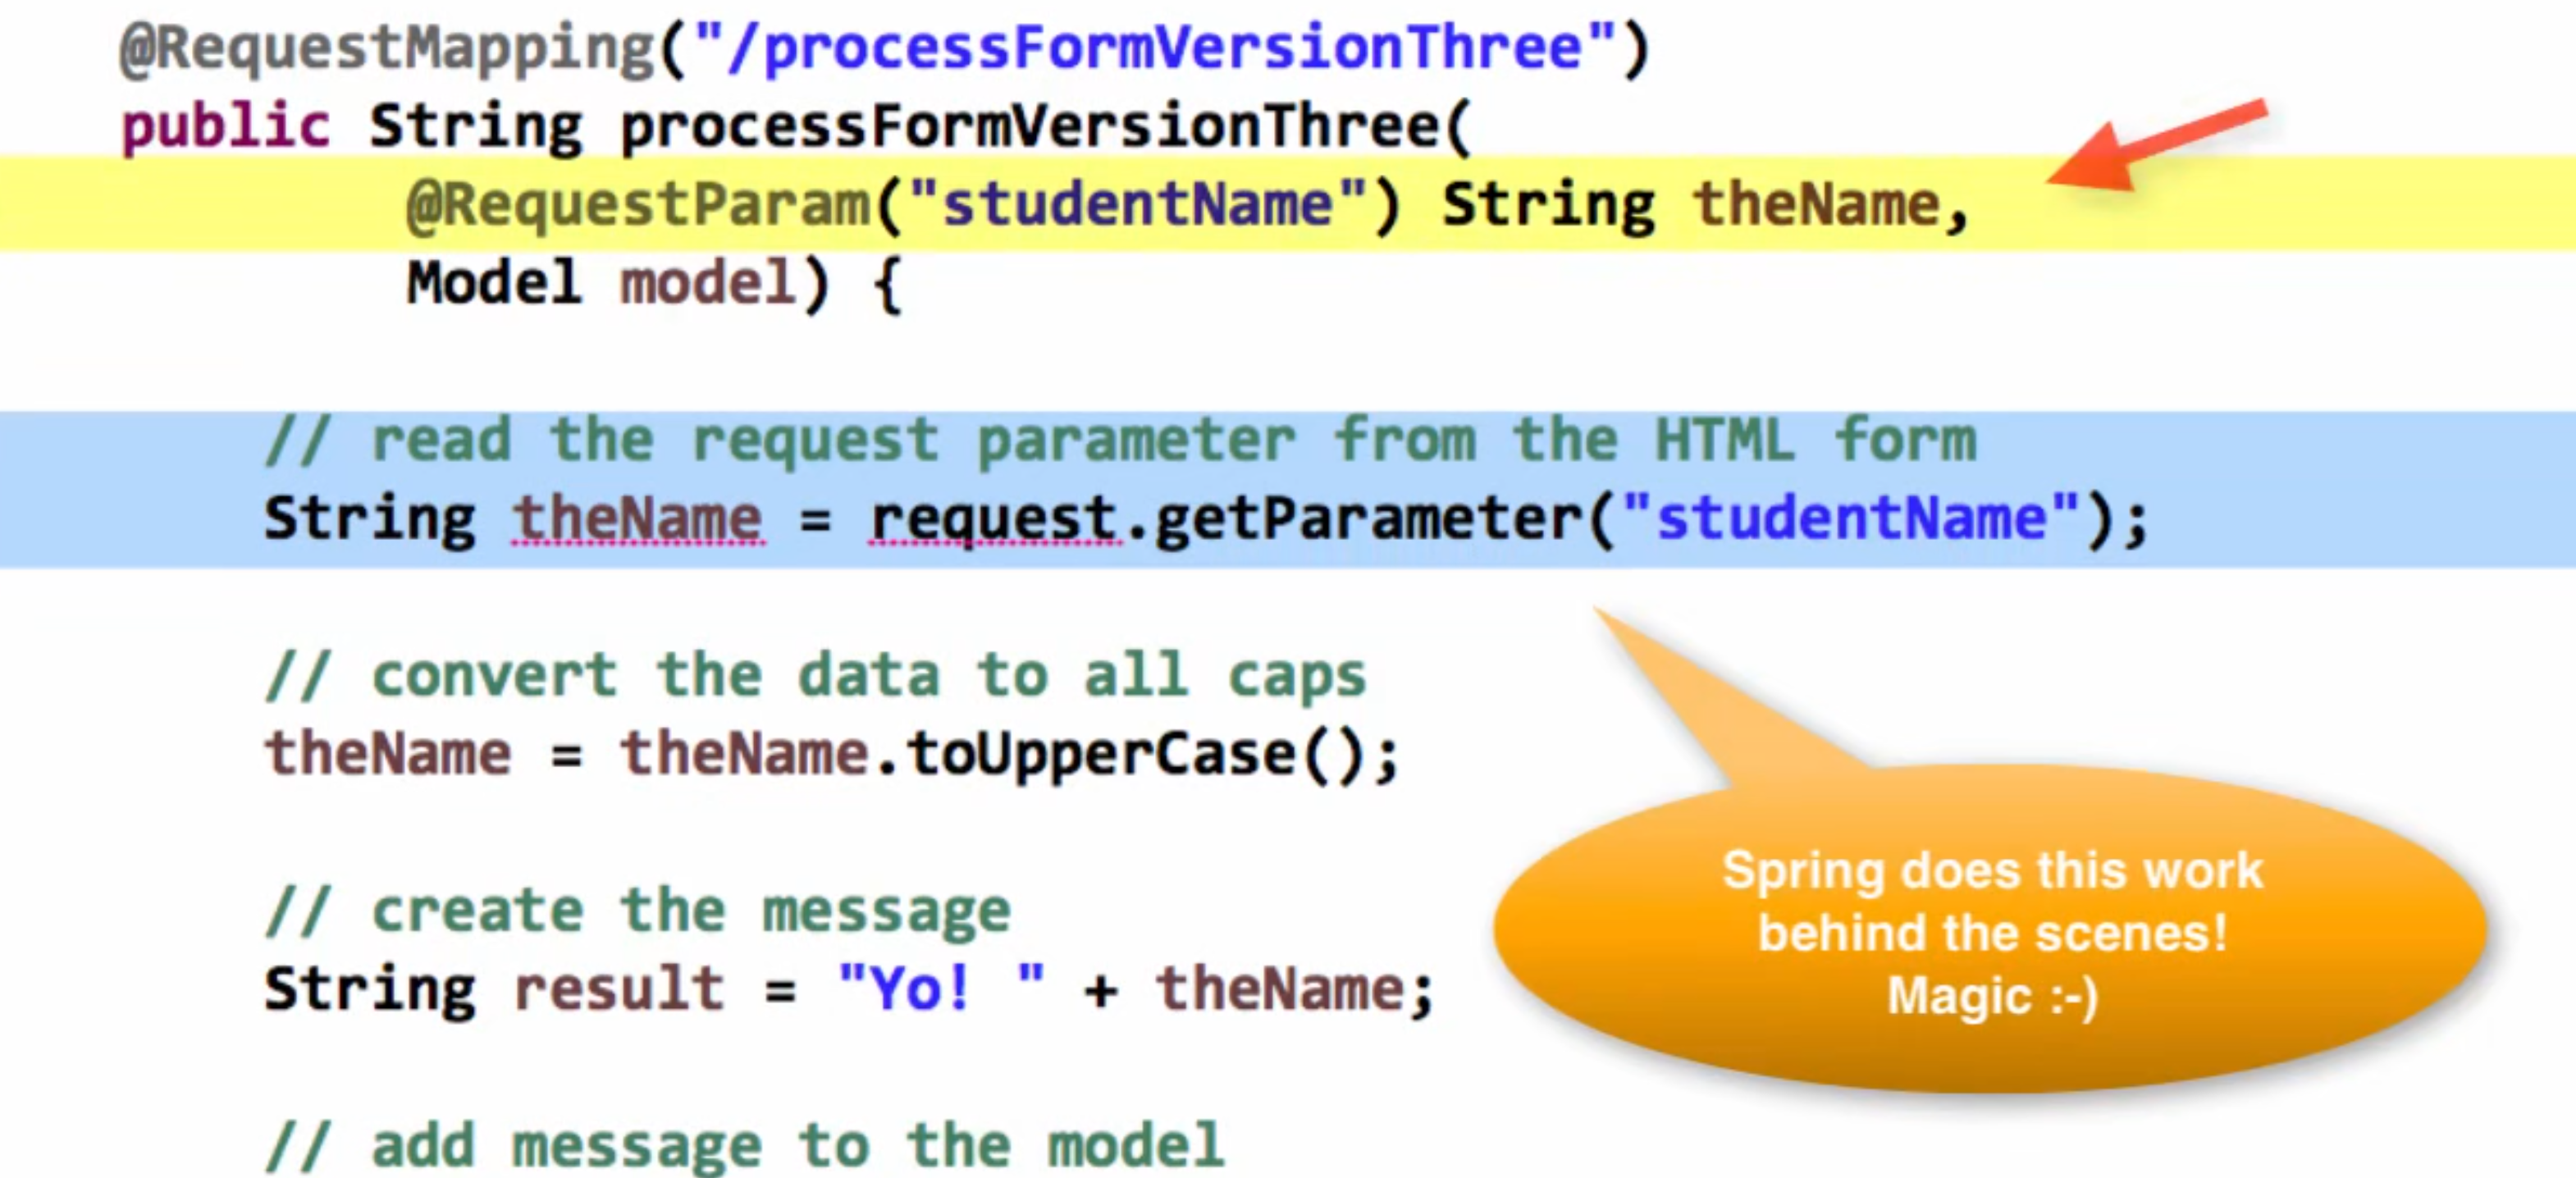 @RequestMapping("/processFormVersionThree")
public String processFormVersionThree(
@RequestParam("studentName") String theName,
Model model) {
// read the request parameter from the HTML form
String theName = request.getParameter("studentName");
// convert the data to all caps
theName = theName.toUpperCase();
// create the message
String result = "Yo! " + theName;
// add message to the model
Spring does this work
behind the scenes!
Magic :-)